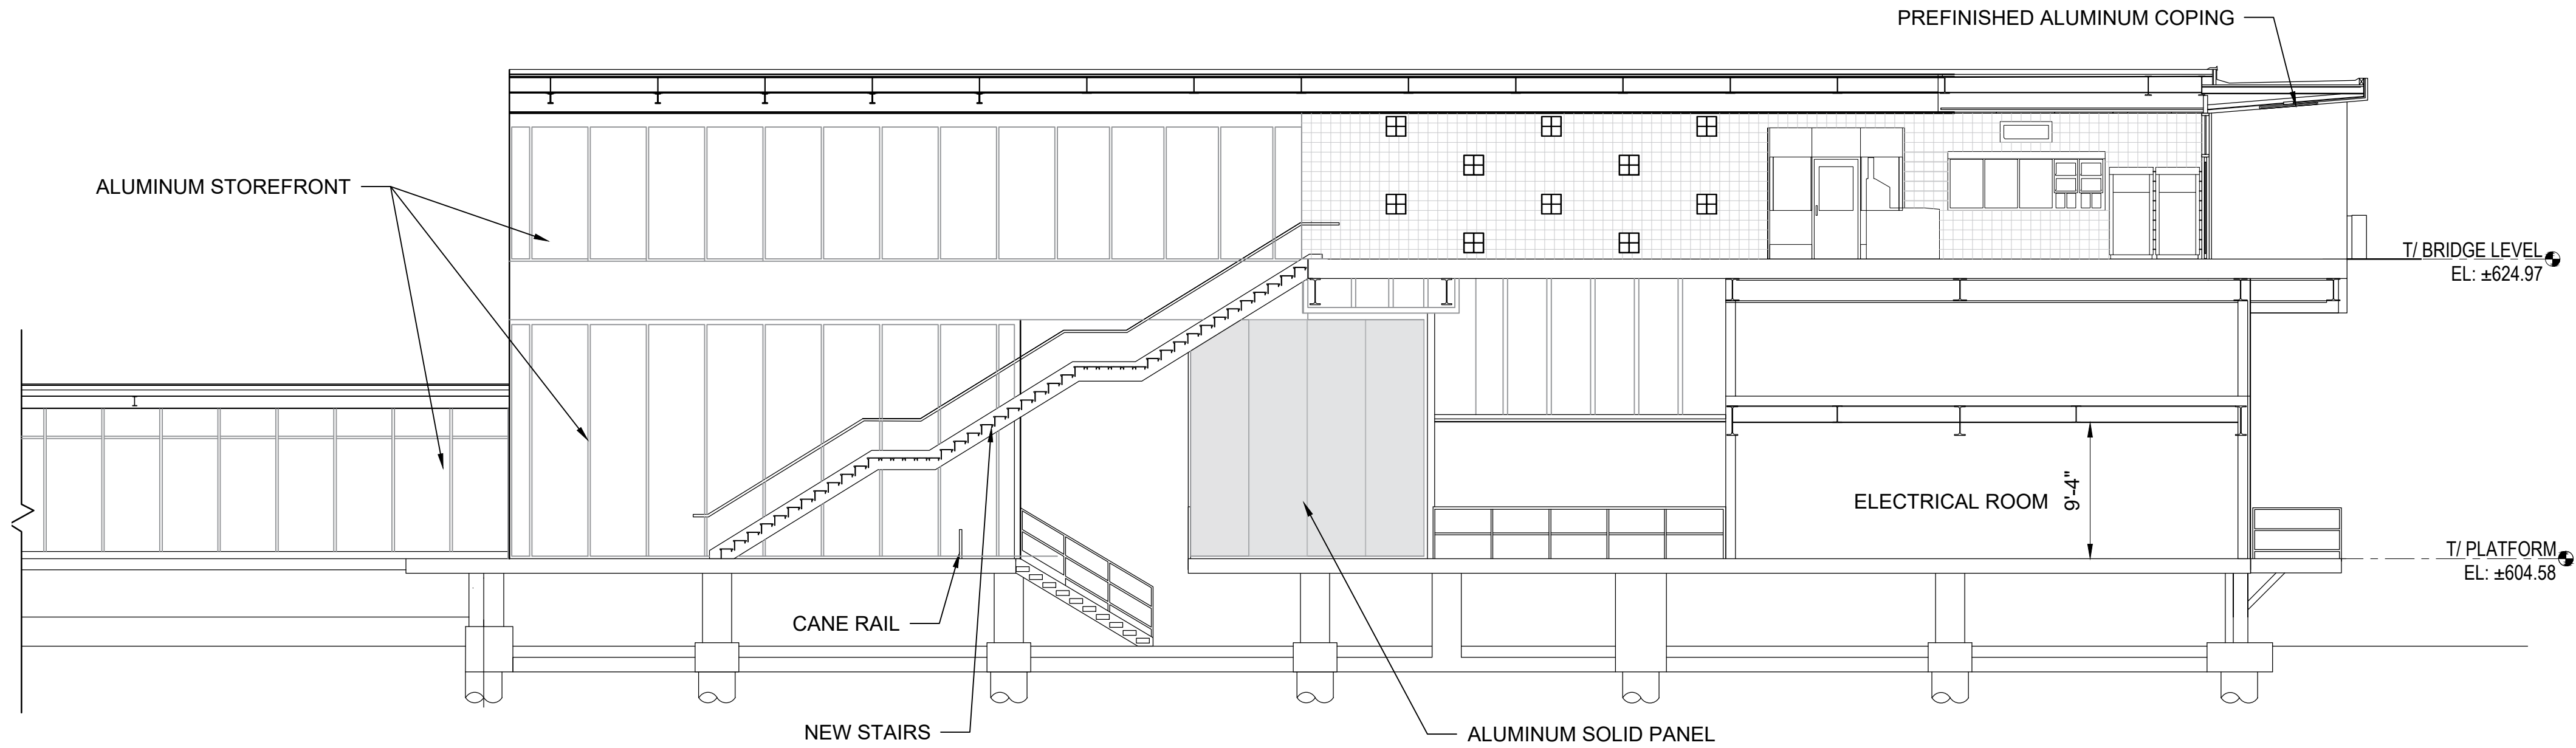 PREFINISHED ALUMINUM COPING
ALUMINUM STOREFRONT
T/ BRIDGE LEVEL
EL: ±624.97
ELECTRICAL ROOM
9'-4"
T/ PLATFORM
EL: ±604.58
CANE RAIL
NEW STAIRS
ALUMINUM SOLID PANEL